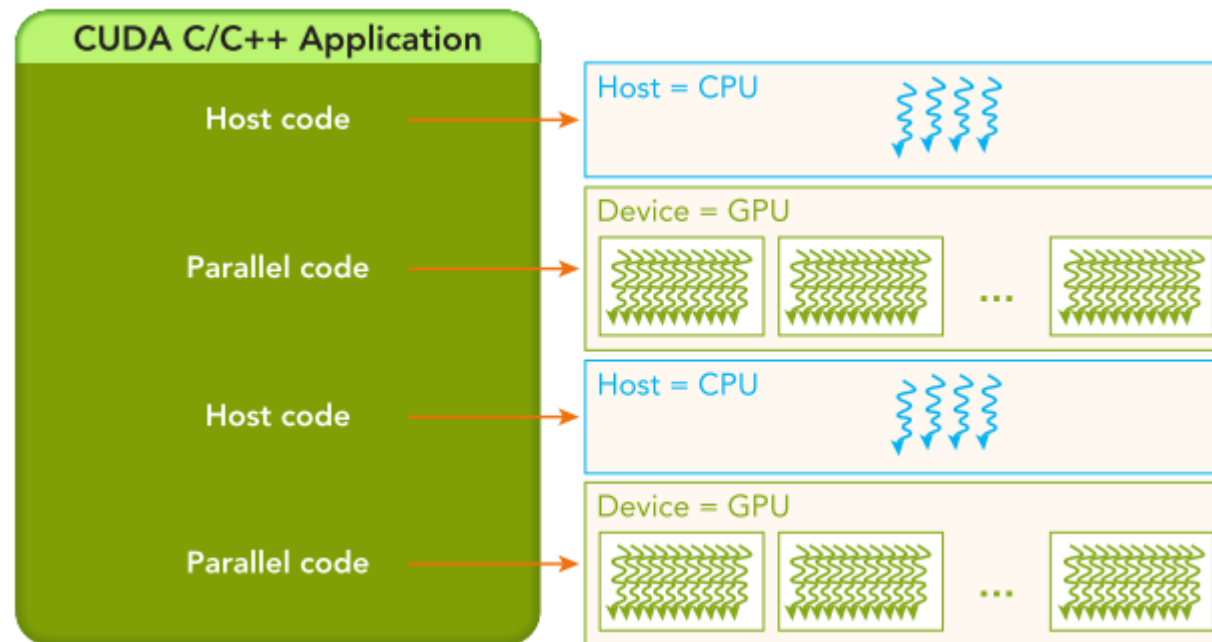 CUDA C/C++ Application
Host code
Host = CPU
Parallel code
Device = GPU
...
Host code
Host = CPU
Parallel code
Device = GPU
...